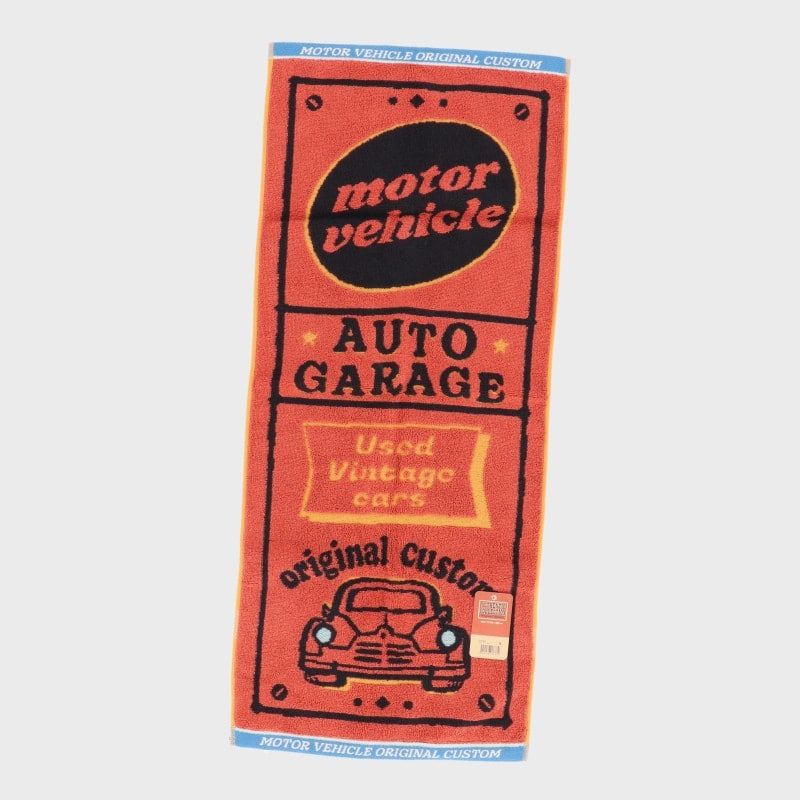 MOTOR VEHICLE ORIGINAL CUSTOM
motor
vehicle
AUTO
GARAGE
Used
Vintage
cars
original custom
MOTOR VEHICLE ORIGINAL CUSTOM